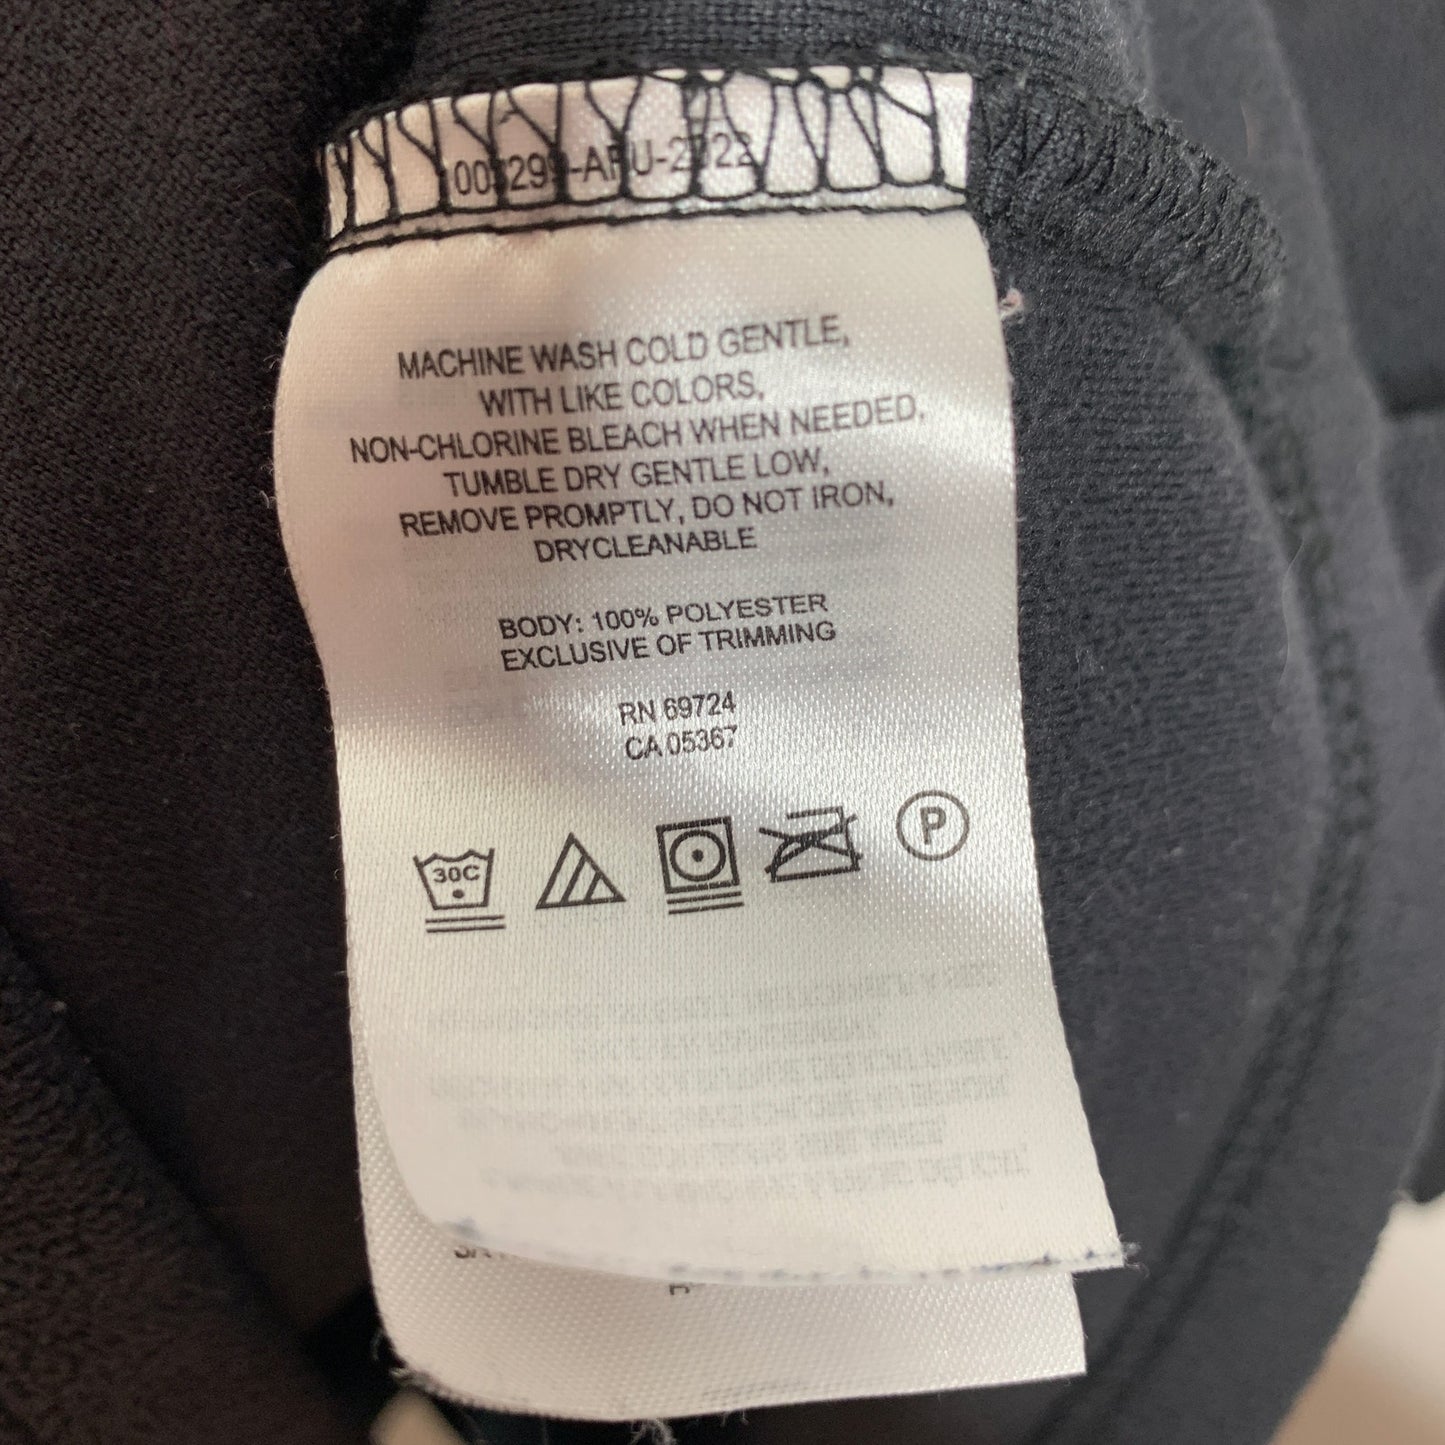 MACHINE WASH COLD GENTLE,
WITH LIKE COLORS,
NON-CHLORINE BLEACH WHEN NEEDED,
TUMBLE DRY GENTLE LOW,
REMOVE PROMPTLY, DO NOT IRON,
DRYCLEANABLE
BODY: 100% POLYESTER
EXCLUSIVE OF TRIMMING
RN 69724
CA 05367
30C
P